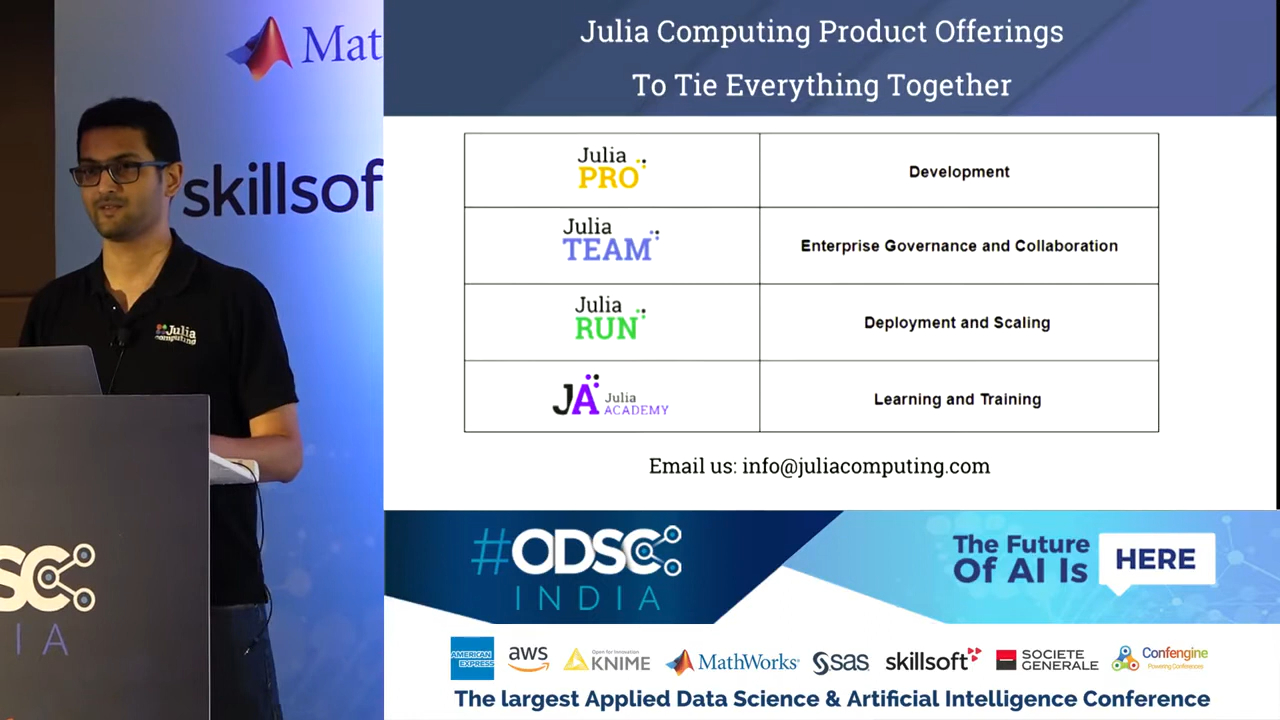 Mat
skillsof
Julia
computing
SC
IA
Julia Computing Product Offerings
To Tie Everything Together
Julia
PRO
Development
Julia
TEAM
Enterprise Governance and Collaboration
Julia
RUN
Deployment and Scaling
JA Julia
ACADEMY
Learning and Training
Email us: info@juliacomputing.com
#ODSC
INDIA
The Future
Of AI Is HERE
AMERICAN
EXPRESS
aws
Open for Innovation
KNIME
MathWorks
sas
skillsoft
SOCIETE
GENERALE
Confengine
Powering Conferences
The largest Applied Data Science & Artificial Intelligence Conference